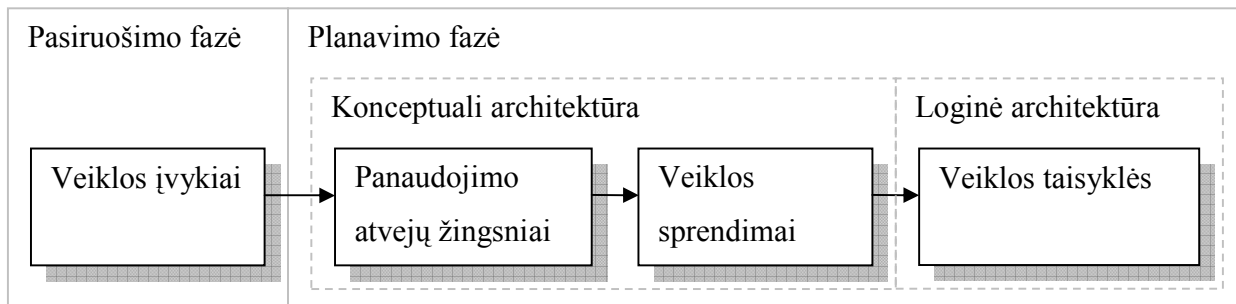 Pasiruošimo fazė
Planavimo fazė
Konceptuali architektūra
Loginė architektūra
Veiklos įvykiai
Panaudojimo
atvejų žingsniai
Veiklos
sprendimai
Veiklos taisyklės